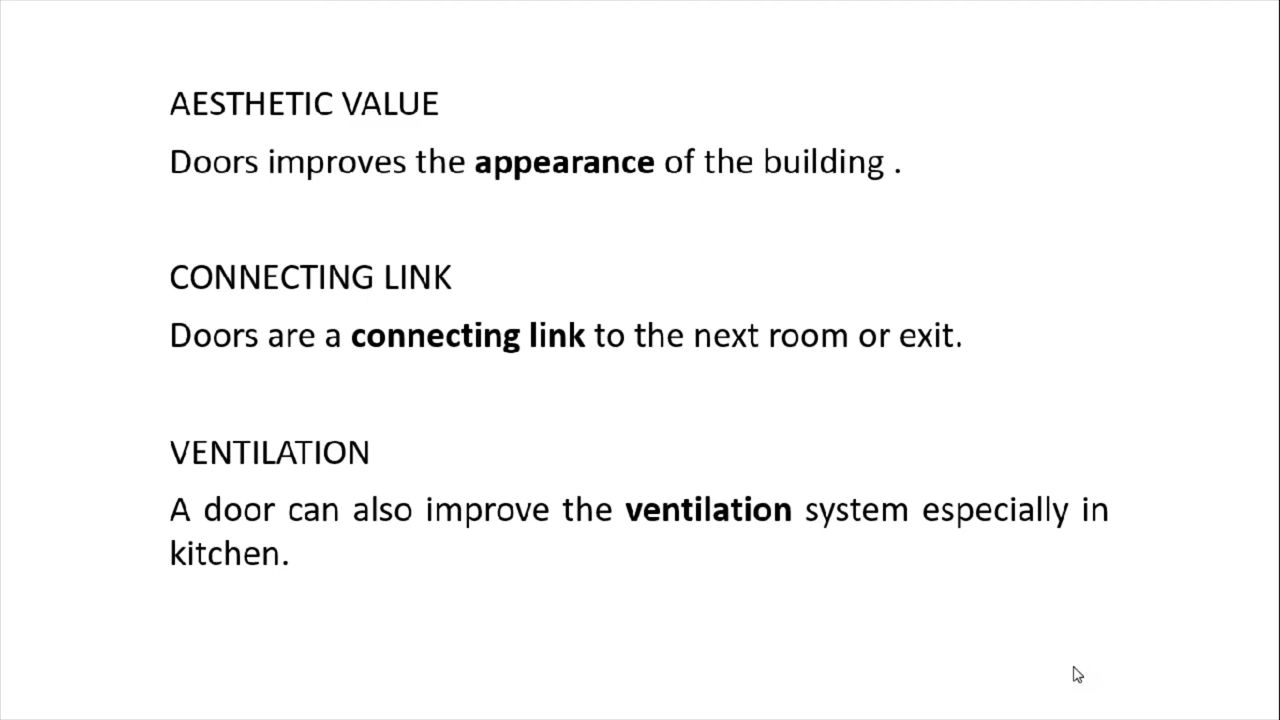 AESTHETIC VALUE
Doors improves the appearance of the building .
CONNECTING LINK
Doors are a connecting link to the next room or exit.
VENTILATION
A door can also improve the ventilation system especially in
kitchen.